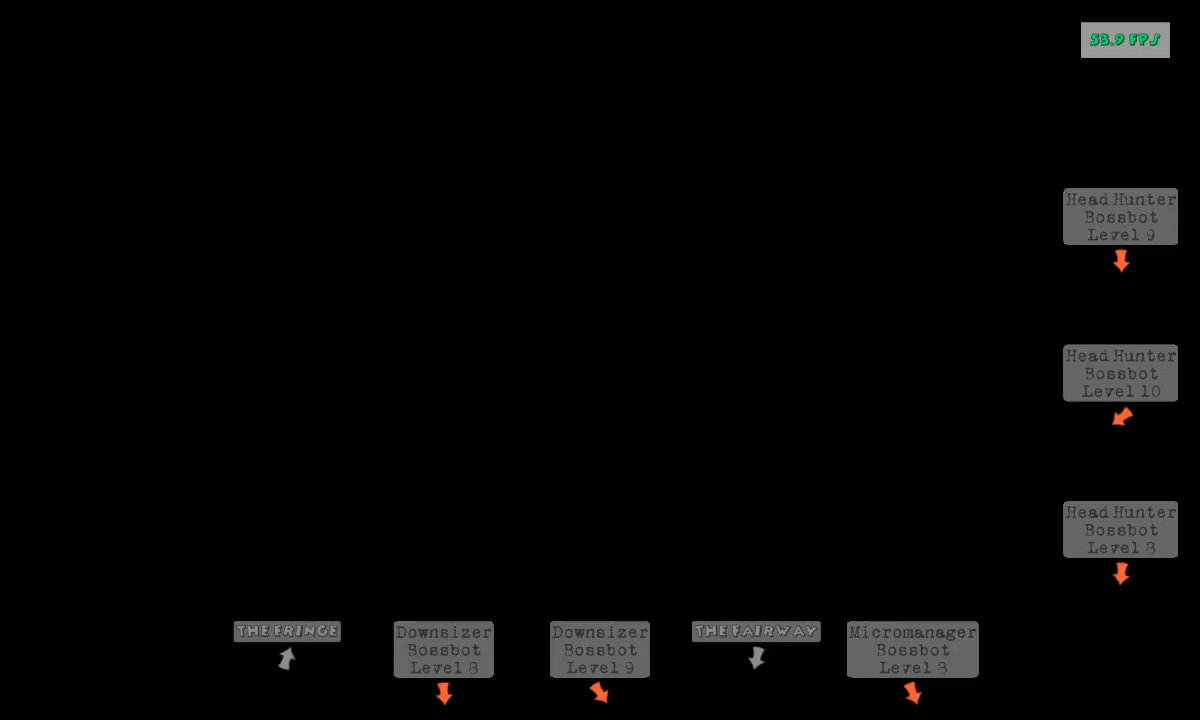 53.9 FPS
Head Hunter
Bossbot
Level 9
Head Hunter
Bossbot
Level 10
Head Hunter
Bossbot
Level 8
THE FRINGE
Downsizer
Bossbot
Level 8
Downsizer
Bossbot
Level 9
THE FAIRWAY
Micromanager
Bossbot
Level 8